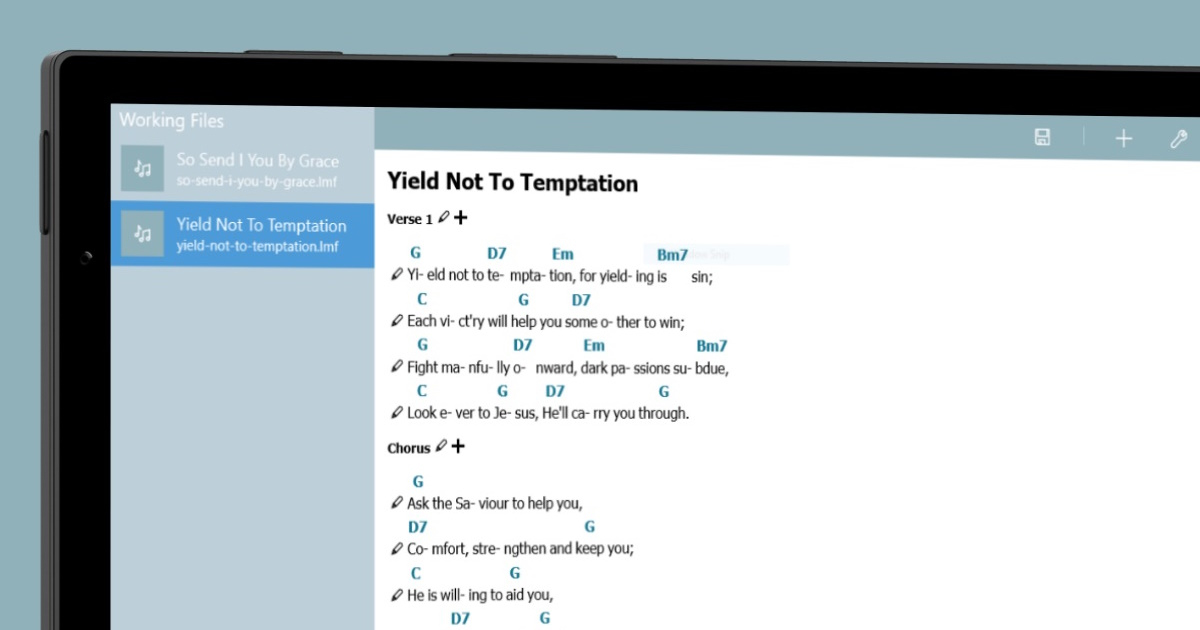 Working Files
So Send I You By Grace
so-send-i-you-by-grace.lmf
Yield Not To Temptation
yield-not-to-temptation.lmf
Yield Not To Temptation
Verse 1
G D7 Em Bm7
Yi- eld not to te- mpta- tion, for yield- ing is sin;
C G D7
Each vi- ct'ry will help you some o- ther to win;
G D7 Em Bm7
Fight ma- nfu- lly o- nward, dark pa- ssions su- bdue,
C G D7 G
Look e- ver to Je- sus, He'll ca- rry you through.
Chorus
G
Ask the Sa- viour to help you,
D7 G
Co- mfort, stre- ngthen and keep you;
C G
He is will- ing to aid you,
D7 G